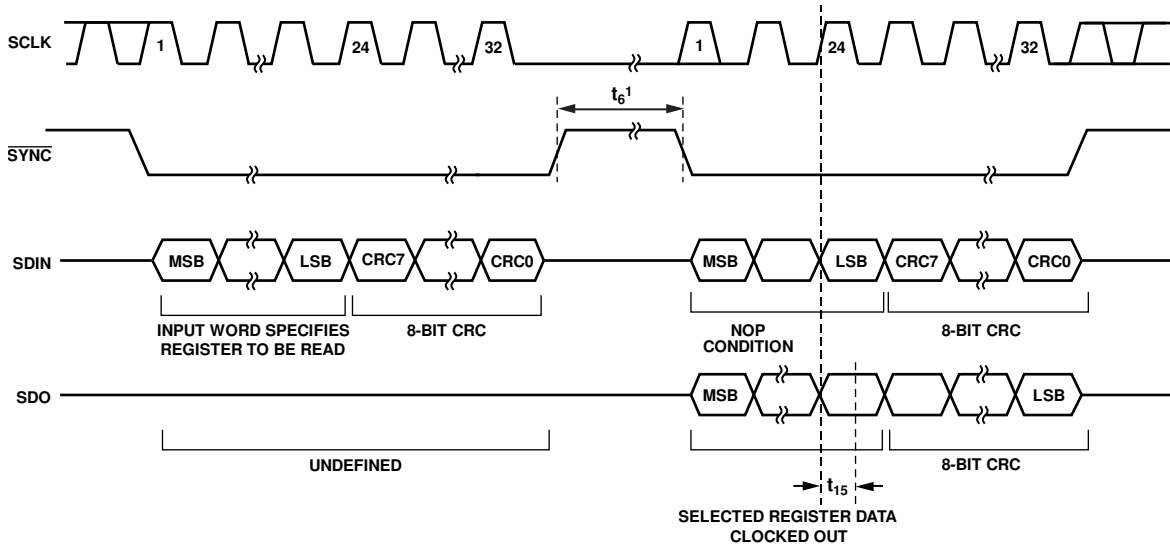 SCLK
1
24
32
1
24
32
t6¹
SYNC
SDIN
MSB
LSB
CRC7
CRC0
MSB
LSB
CRC7
CRC0
INPUT WORD SPECIFIES
REGISTER TO BE READ
8-BIT CRC
NOP
CONDITION
8-BIT CRC
SDO
MSB
LSB
UNDEFINED
8-BIT CRC
t15
SELECTED REGISTER DATA
CLOCKED OUT